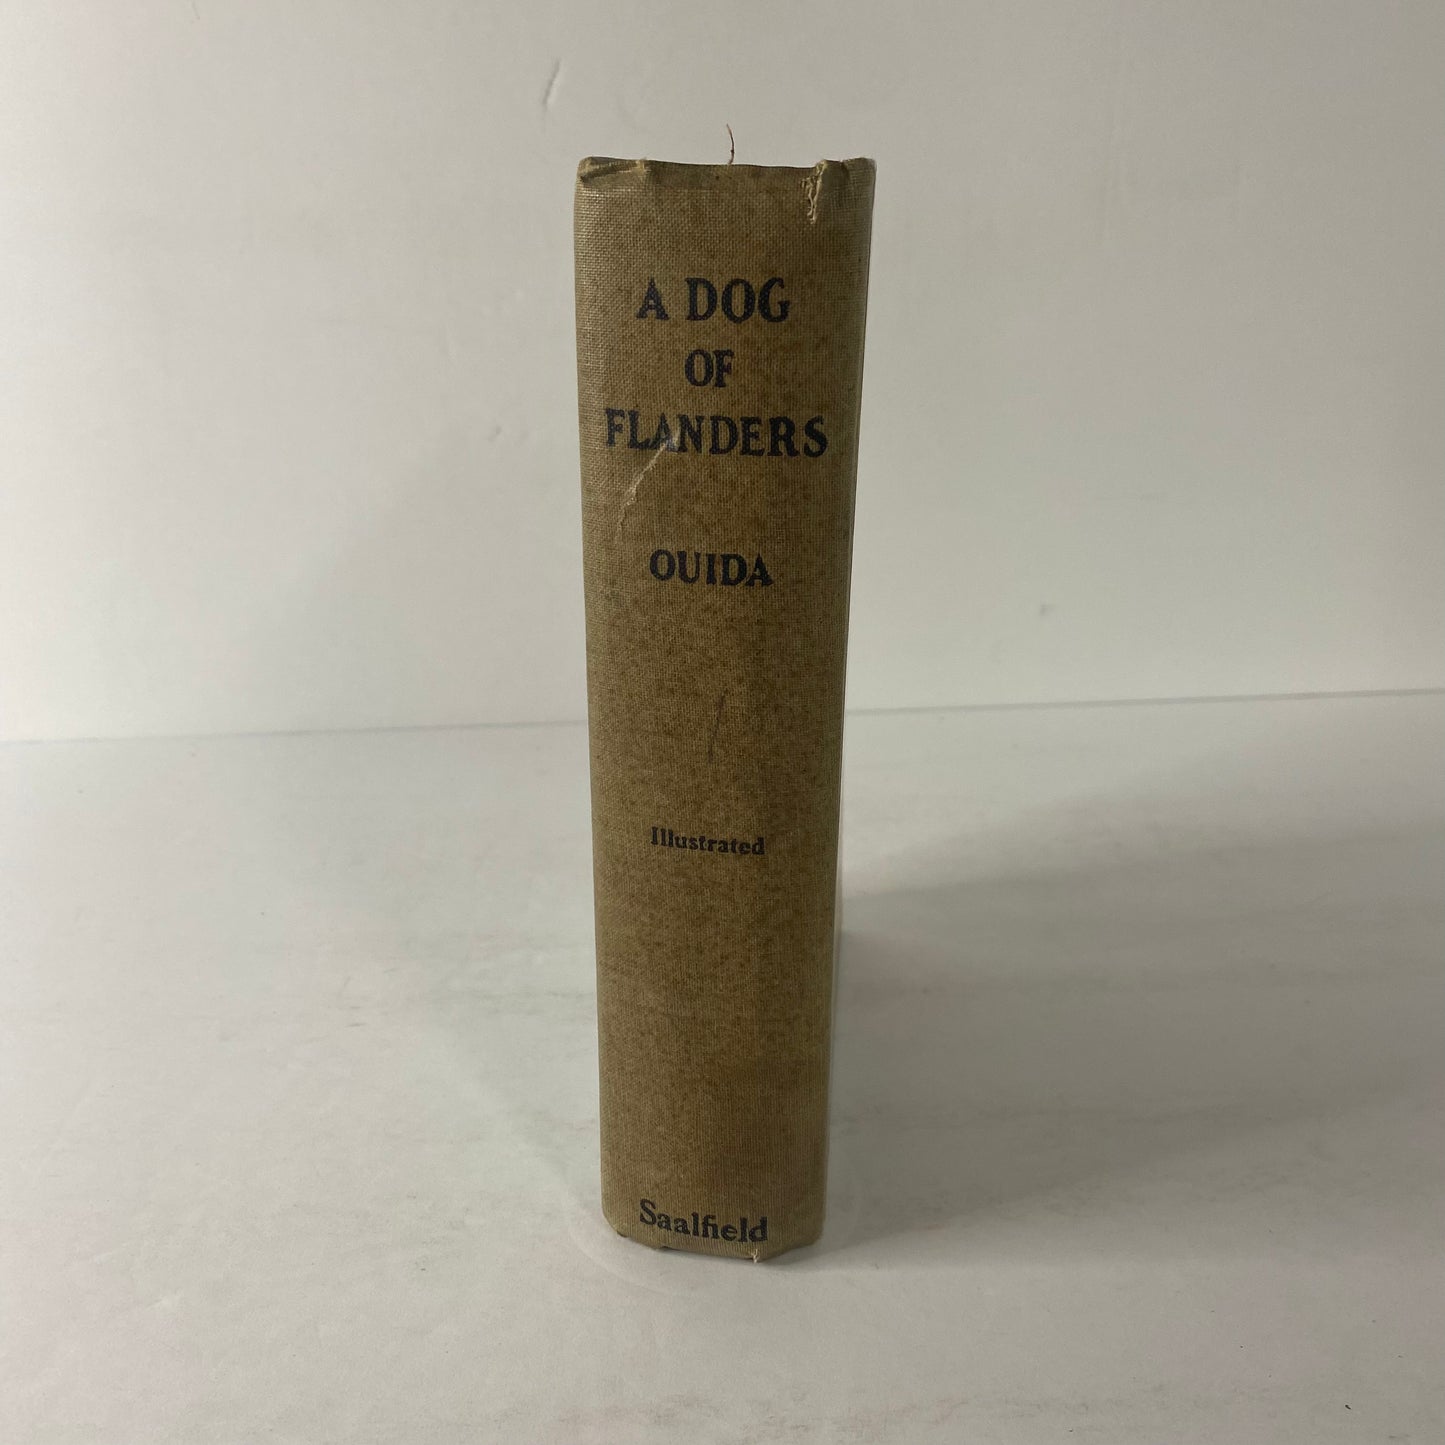 A DOG
OF
FLANDERS
OUIDA
Illustrated
Saalfield